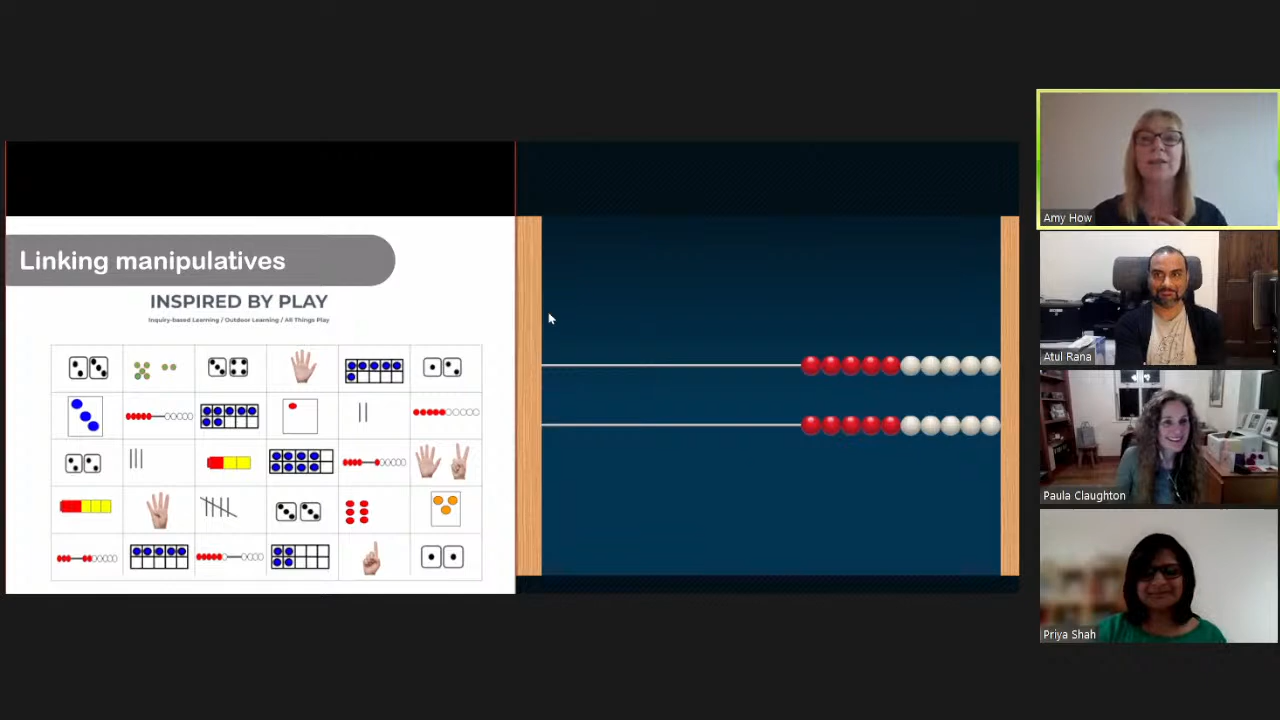 Linking manipulatives
INSPIRED BY PLAY
Inquiry-based Learning / Outdoor Learning / All Things Play
Amy How
Atul Rana
Paula Claughton
Priya Shah